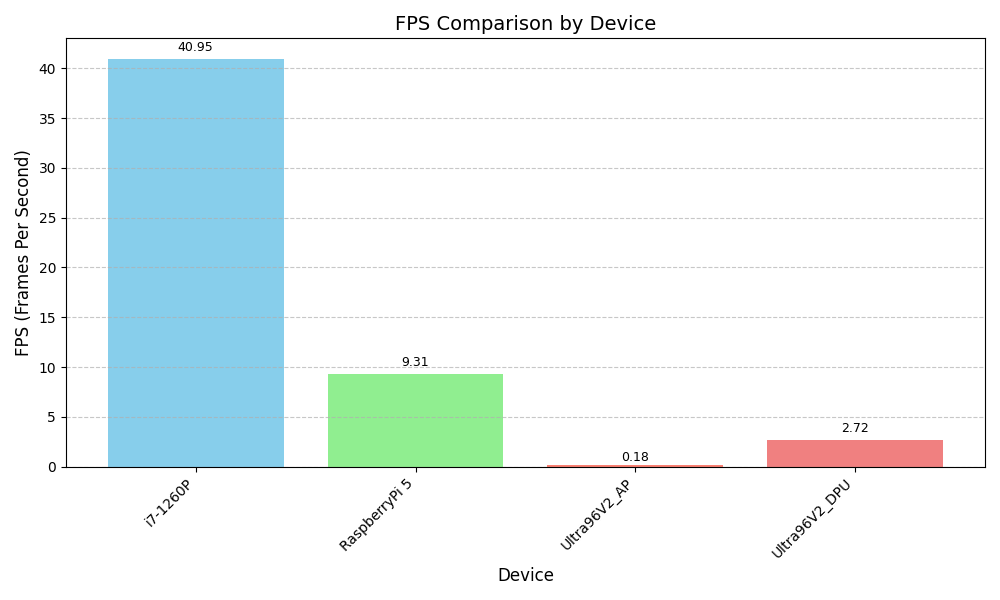 FPS Comparison by Device
FPS (Frames Per Second)
40
35
30
25
20
15
10
5
0
40.95
9.31
0.18
2.72
i7-1260P
RaspberryPi 5
Ultra96V2_AP
Ultra96V2_DPU
Device